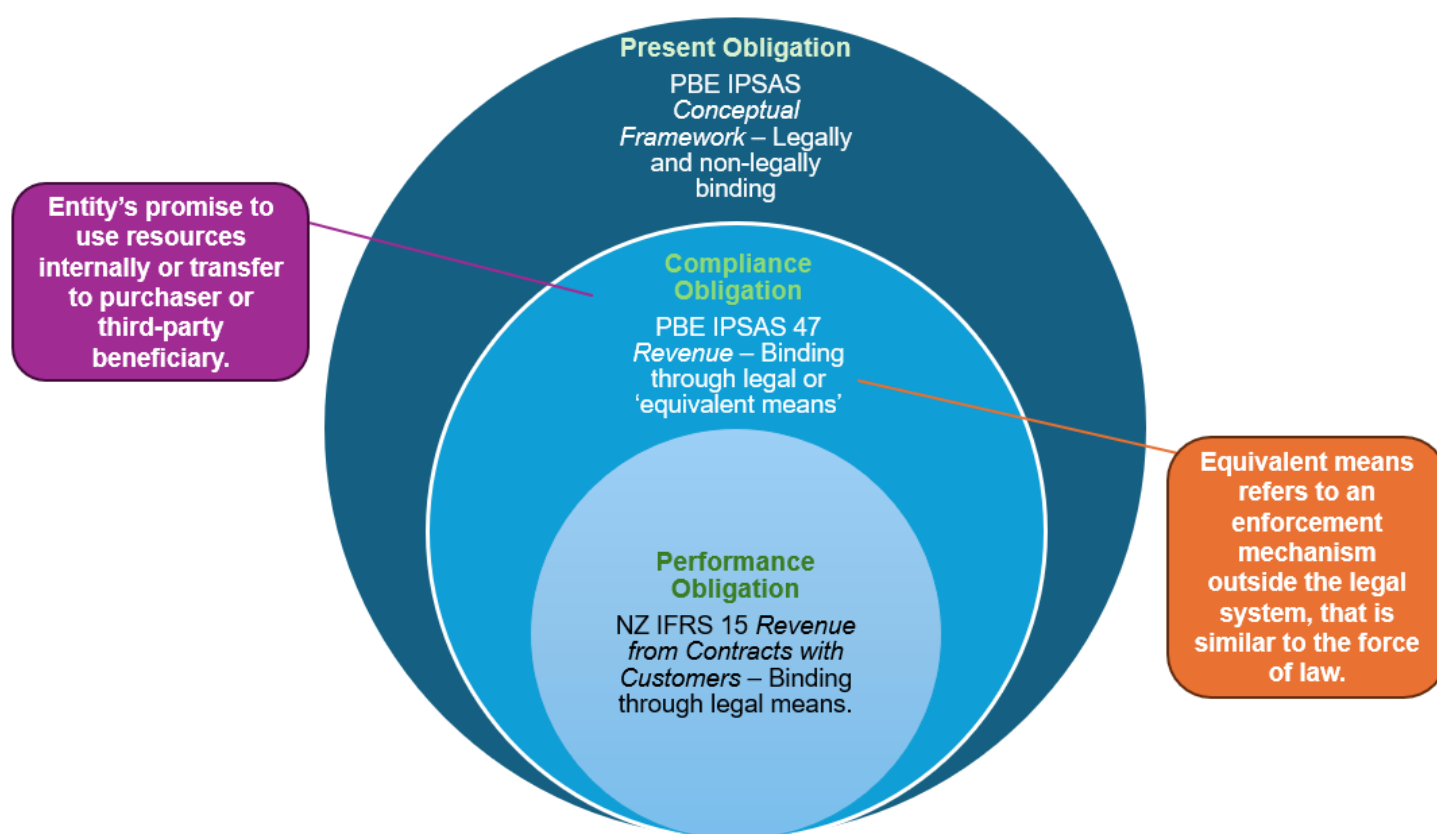 Present Obligation
PBE IPSAS
Conceptual
Framework – Legally
and non-legally
binding
Entity’s promise to
use resources
internally or transfer
to purchaser or
third-party
beneficiary.
Compliance
Obligation
PBE IPSAS 47
Revenue – Binding
through legal or
‘equivalent means’
Equivalent means
refers to an
enforcement
mechanism
outside the legal
system, that is
similar to the force
of law.
Performance
Obligation
NZ IFRS 15 Revenue
from Contracts with
Customers – Binding
through legal means.